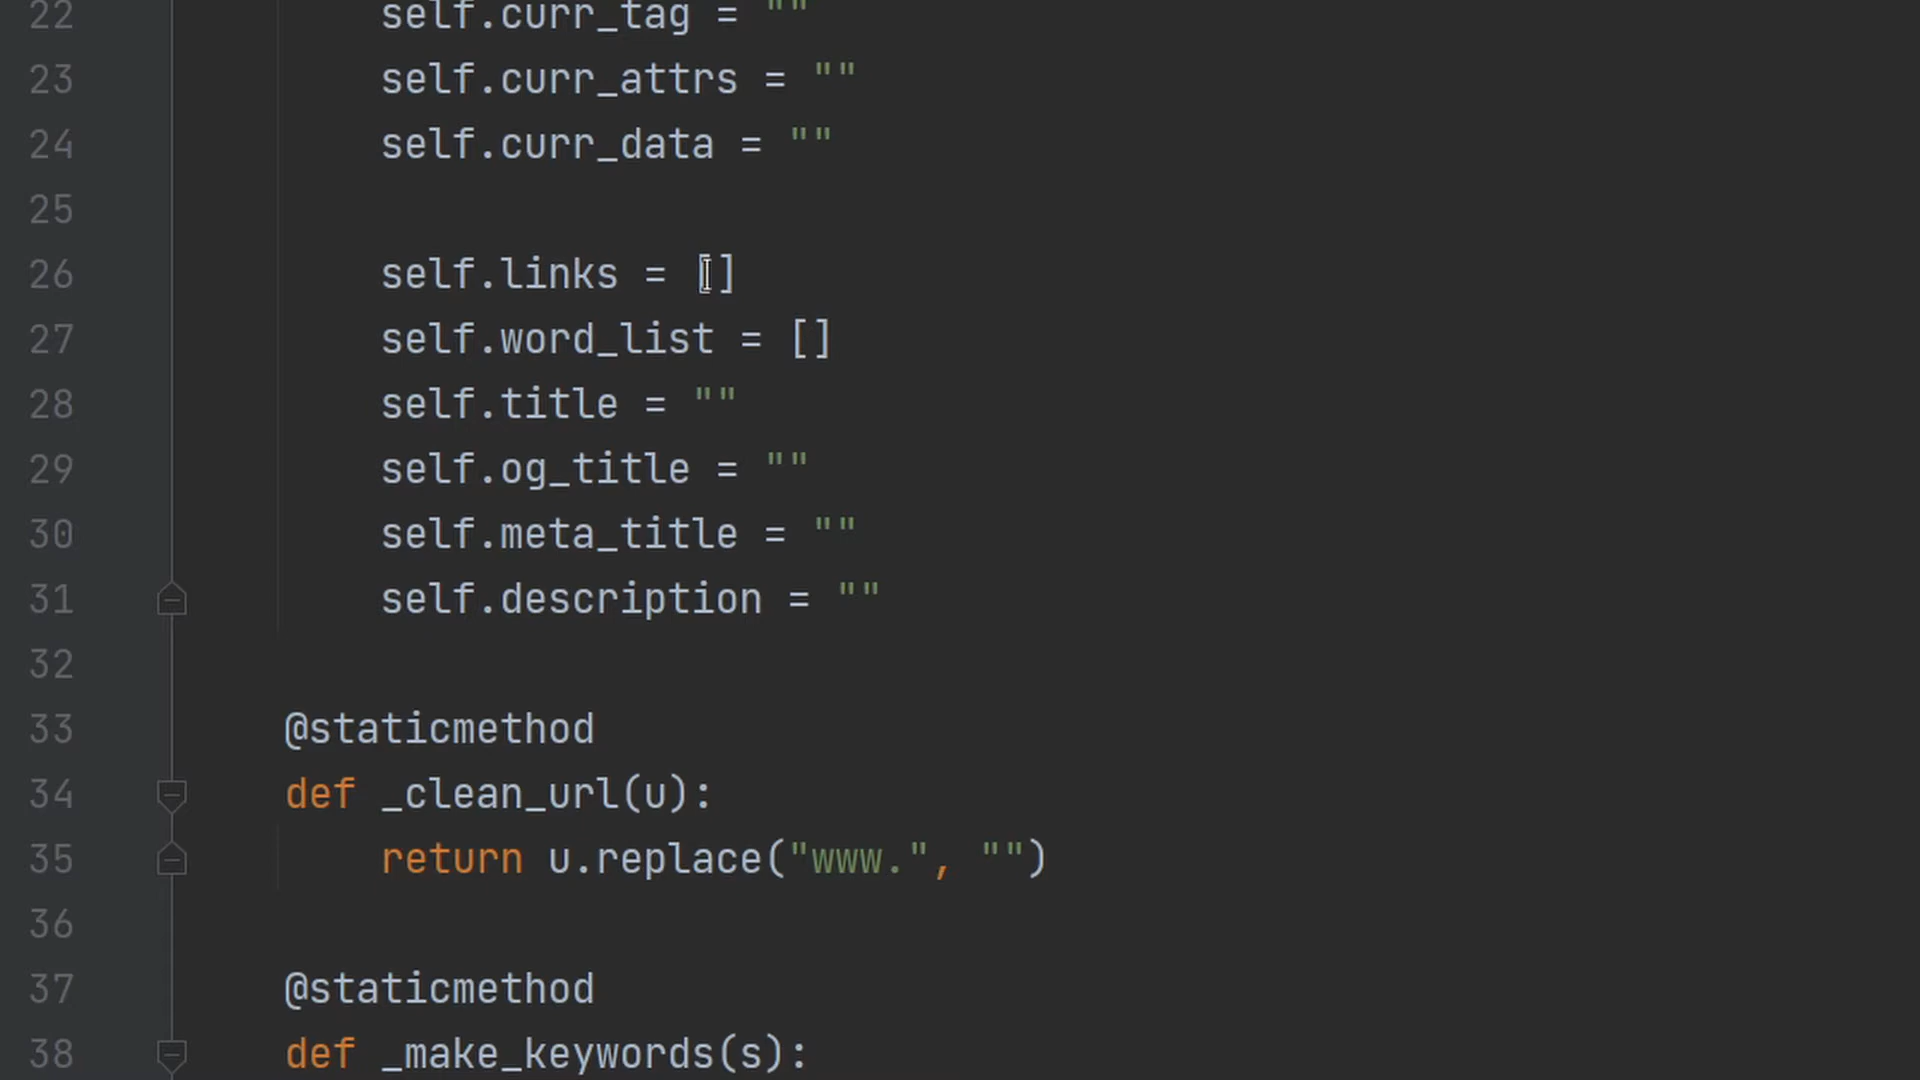 22 self.curr_tag = ""
23 self.curr_attrs = ""
24 self.curr_data = ""
25
26 self.links = []
27 self.word_list = []
28 self.title = ""
29 self.og_title = ""
30 self.meta_title = ""
31 self.description = ""
32
33 @staticmethod
34 def _clean_url(u):
35 return u.replace("www.", "")
36
37 @staticmethod
38 def _make_keywords(s):